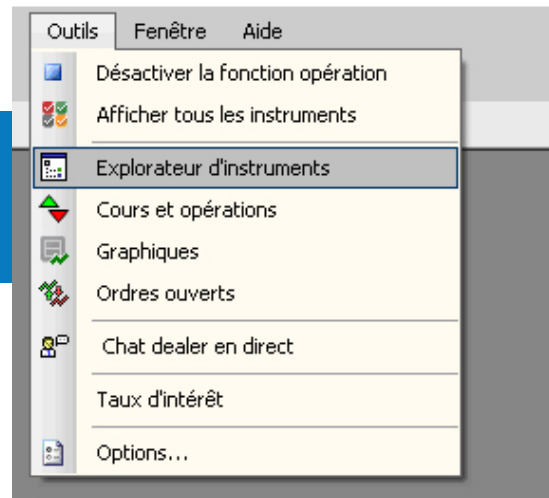 Outils Fenêtre Aide
Désactiver la fonction opération
Afficher tous les instruments
Explorateur d'instruments
Cours et opérations
Graphiques
Ordres ouverts
Chat dealer en direct
Taux d'intérêt
Options...